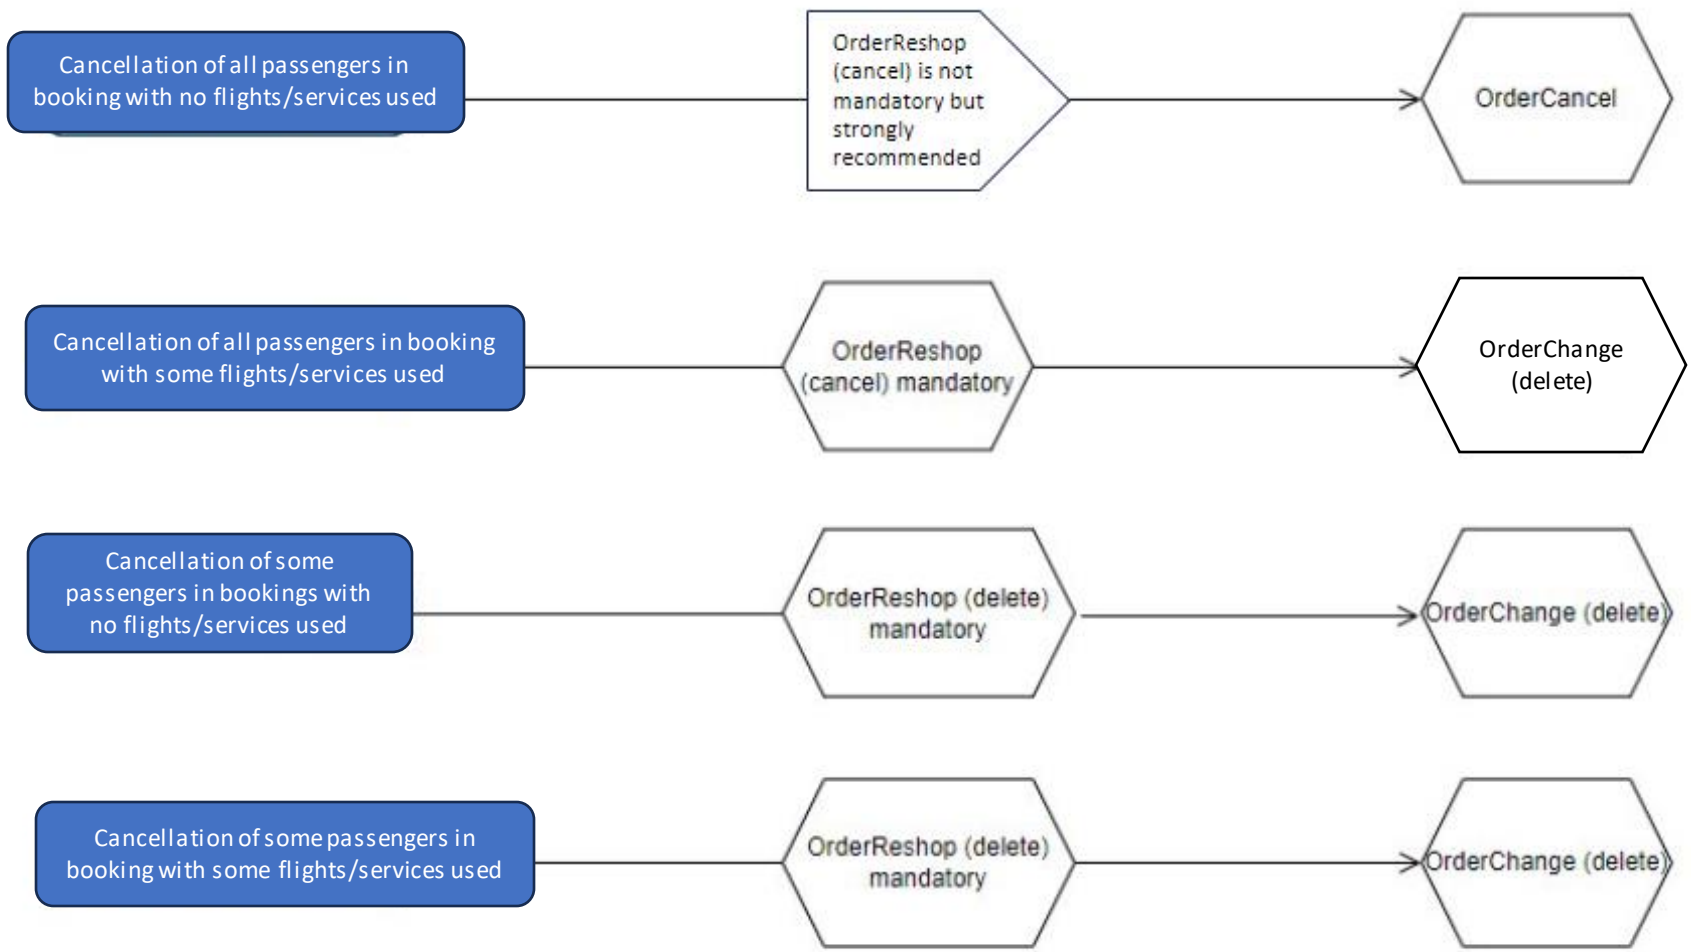 Cancellation of all passengers in
booking with no flights/services used
OrderReshop
(cancel) is not
mandatory but
strongly
recommended
OrderCancel
Cancellation of all passengers in booking
with some flights/services used
OrderReshop
(cancel) mandatory
OrderChange
(delete)
Cancellation of some
passengers in bookings with
no flights/services used
OrderReshop (delete)
mandatory
OrderChange (delete)
Cancellation of some passengers in
booking with some flights/services used
OrderReshop (delete)
mandatory
OrderChange (delete)